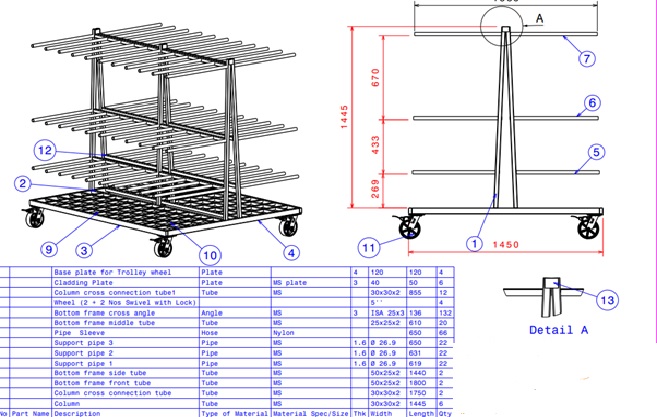 A
7
670
1445
6
433
12
5
2
269
9
3
10
4
11
1
1450
Base plate for Trolley wheel Plate 4 120 120 4
Cladding Plate Plate MS plate 3 40 50 6
Column cross connection tube1 Tube MS 30x30x2 855 12
Wheel (2 + 2 Nos Swivel with Lock) 5'' 4
13
Bottom frame cross angle Angle MS 3 ISA 25x3 136 132
Bottom frame middle tube Tube MS 25x25x2 610 20
Detail A
Pipe Sleeve Hose Nylon 650 66
Support pipe 3 Pipe MS 1.6 Ø 26.9 650 22
Support pipe 2 Pipe MS 1.6 Ø 26.9 631 22
Support pipe 1 Pipe MS 1.6 Ø 26.9 619 22
Bottom frame side tube Tube MS 50x25x2 1440 2
Bottom frame front tube Tube MS 50x25x2 1800 2
Column cross connection tube Tube MS 30x30x2 1750 2
Column Tube MS 30x30x2 1445 6
No Part Name Description Type of Material Material Spec/Size Thk Width Length Qty